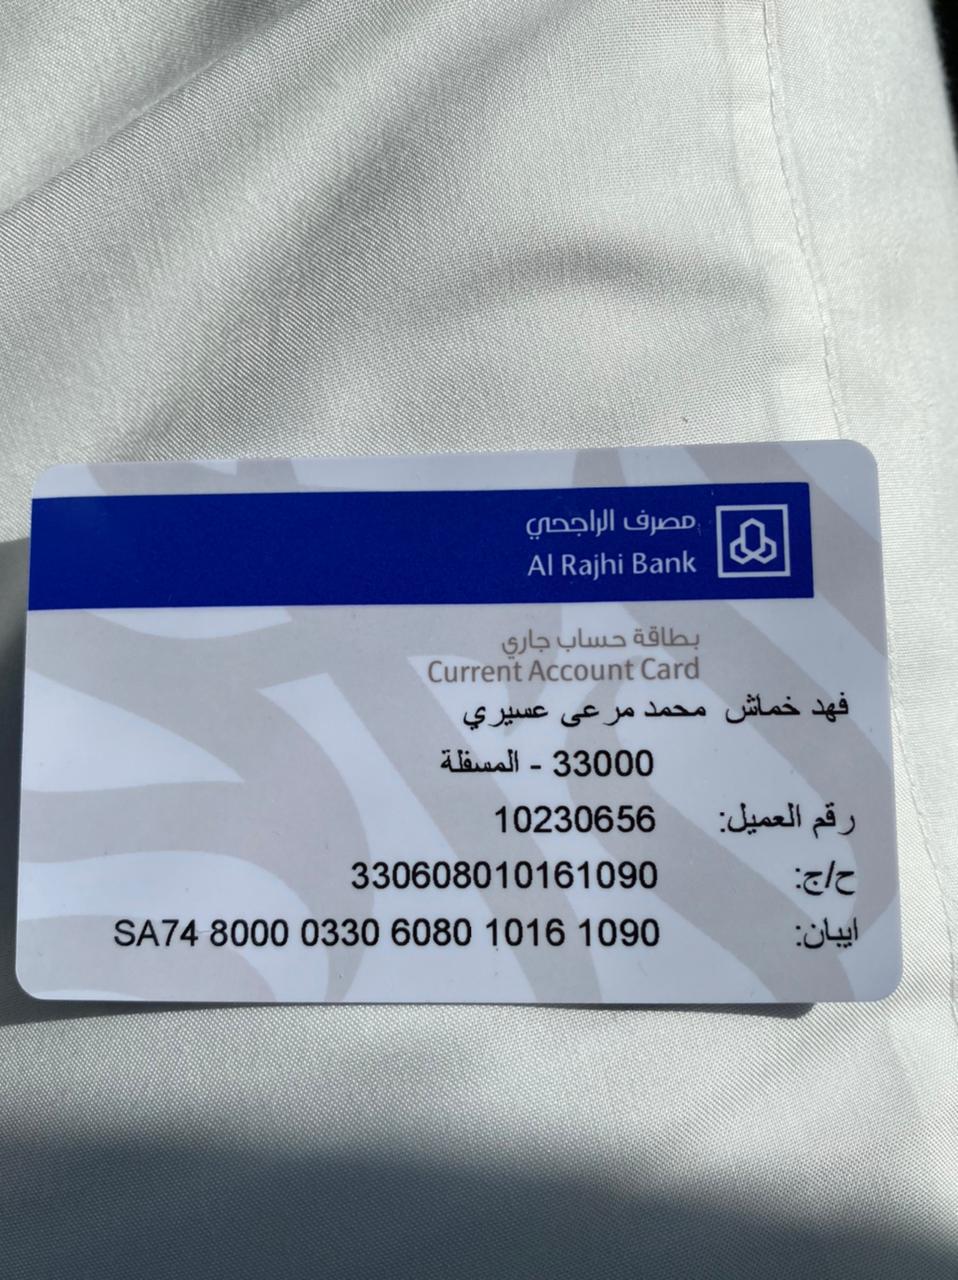 مصرف الراجحي
Al Rajhi Bank
بطاقة حساب جاري
Current Account Card
فهد خماش محمد مرعى عسيري
33000 - المسفلة
رقم العميل: 10230656
ح/ج: 330608010161090
ايبان: SA74 8000 0330 6080 1016 1090